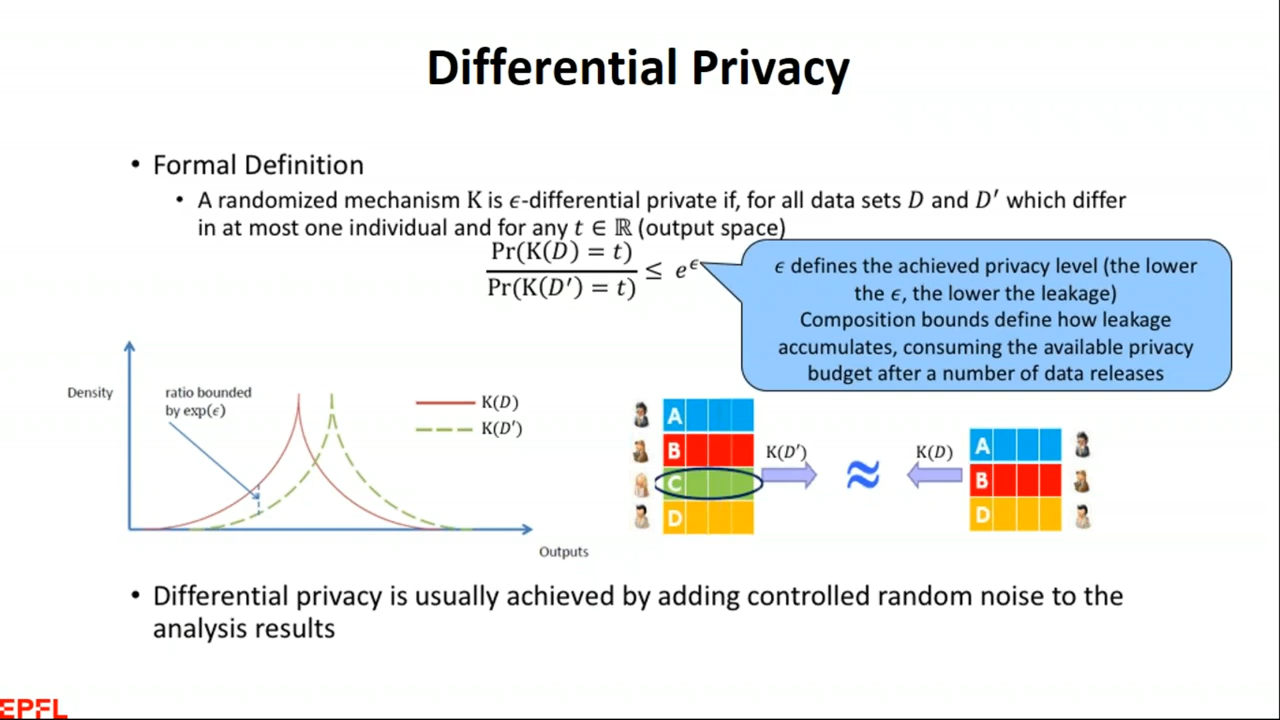 Differential Privacy
• Formal Definition
• A randomized mechanism K is ϵ-differential private if, for all data sets D and D′ which differ
in at most one individual and for any t ∈ ℝ (output space)
Pr(K(D) = t)
Pr(K(D′) = t)
≤ e^ϵ
ϵ defines the achieved privacy level (the lower
the ϵ, the lower the leakage)
Composition bounds define how leakage
accumulates, consuming the available privacy
budget after a number of data releases
Density
ratio bounded
by exp(ϵ)
K(D)
K(D′)
Outputs
A
B
C
D
K(D′)
≈
K(D)
A
B
D
• Differential privacy is usually achieved by adding controlled random noise to the
analysis results
EPFL